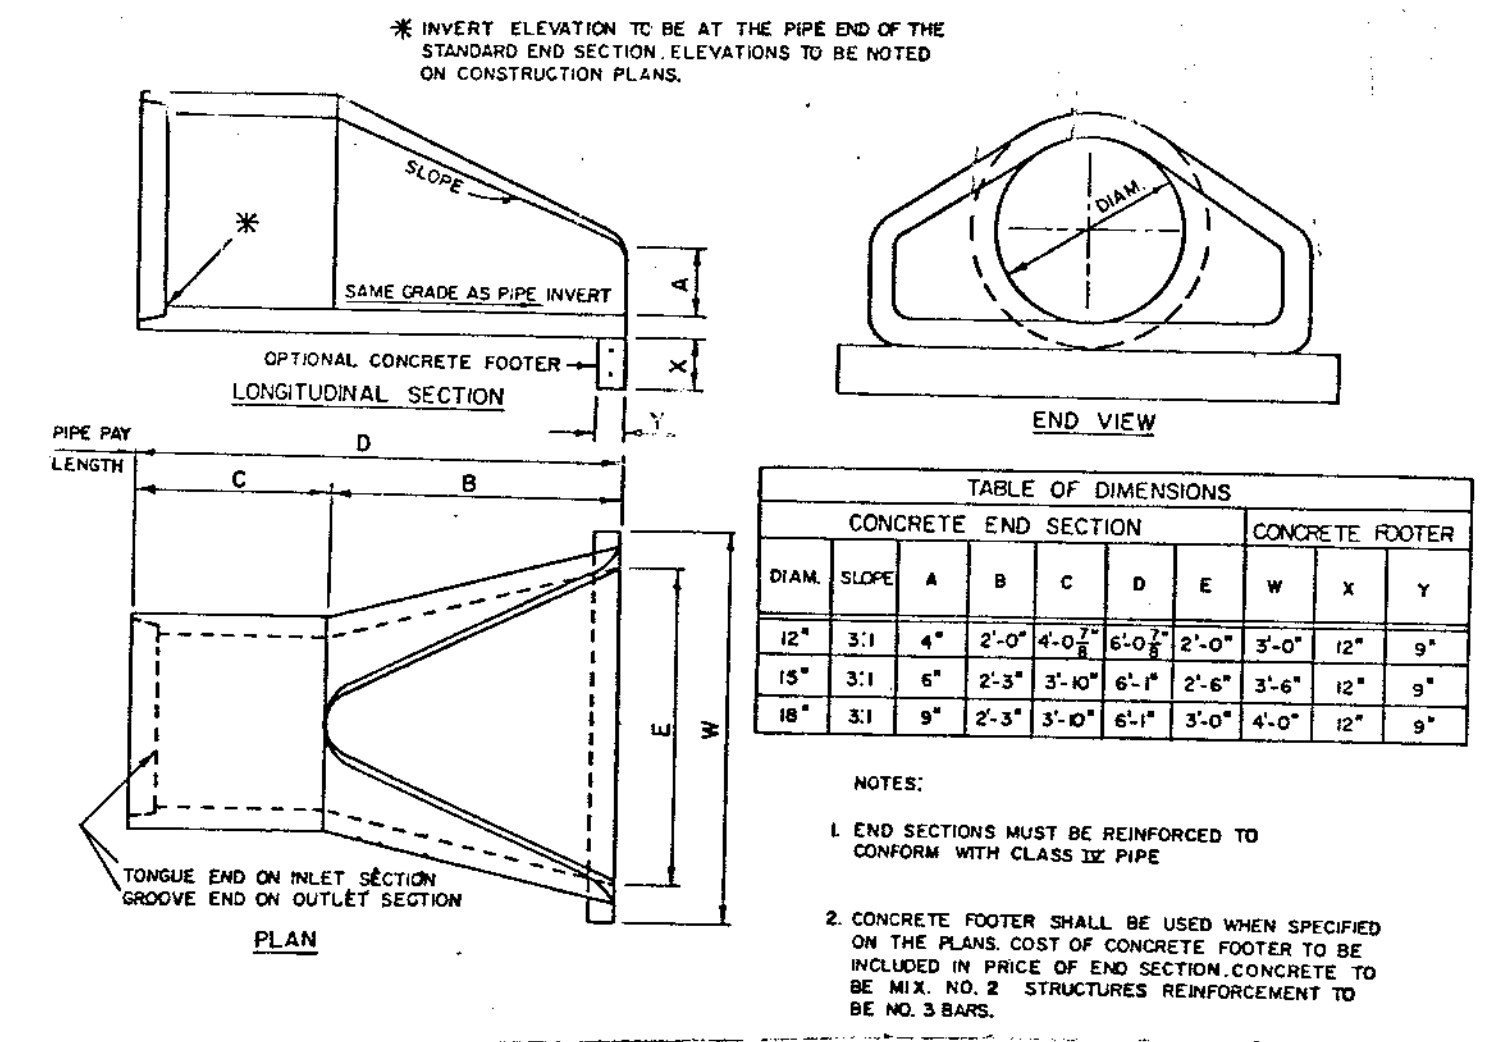 ✳ INVERT ELEVATION TO BE AT THE PIPE END OF THE
STANDARD END SECTION. ELEVATIONS TO BE NOTED
ON CONSTRUCTION PLANS.
SLOPE
✳
SAME GRADE AS PIPE INVERT
A
OPTIONAL CONCRETE FOOTER
X
LONGITUDINAL SECTION
Y
DIAM.
END VIEW
PIPE PAY
LENGTH
D
C
B
E
W
TONGUE END ON INLET SECTION
GROOVE END ON OUTLET SECTION
PLAN
TABLE OF DIMENSIONS
CONCRETE END SECTION CONCRETE FOOTER
DIAM. SLOPE A B C D E W X Y
12" 3:1 4" 2'-0" 4'-0 7/8" 6'-0 7/8" 2'-0" 3'-0" 12" 9"
15" 3:1 6" 2'-3" 3'-10" 6'-1" 2'-6" 3'-6" 12" 9"
18" 3:1 9" 2'-3" 3'-10" 6'-1" 3'-0" 4'-0" 12" 9"
NOTES:
1. END SECTIONS MUST BE REINFORCED TO
CONFORM WITH CLASS IV PIPE
2. CONCRETE FOOTER SHALL BE USED WHEN SPECIFIED
ON THE PLANS. COST OF CONCRETE FOOTER TO BE
INCLUDED IN PRICE OF END SECTION. CONCRETE TO
BE MIX. NO. 2 STRUCTURES REINFORCEMENT TO
BE NO. 3 BARS.